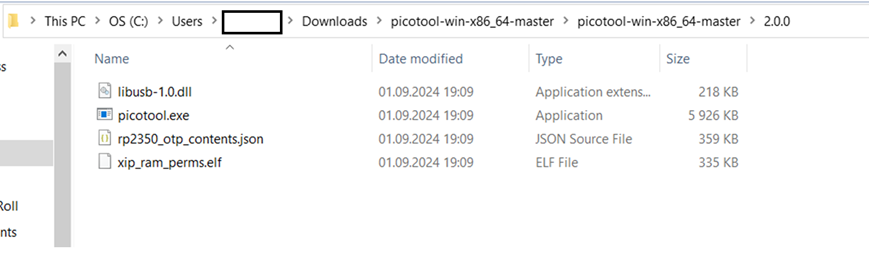 This PC > OS (C:) > Users > > Downloads > picotool-win-x86_64-master > picotool-win-x86_64-master > 2.0.0
Name Date modified Type Size
libusb-1.0.dll 01.09.2024 19:09 Application extens... 218 KB
picotool.exe 01.09.2024 19:09 Application 5 926 KB
rp2350_otp_contents.json 01.09.2024 19:09 JSON Source File 359 KB
xip_ram_perms.elf 01.09.2024 19:09 ELF File 335 KB
Roll
nts